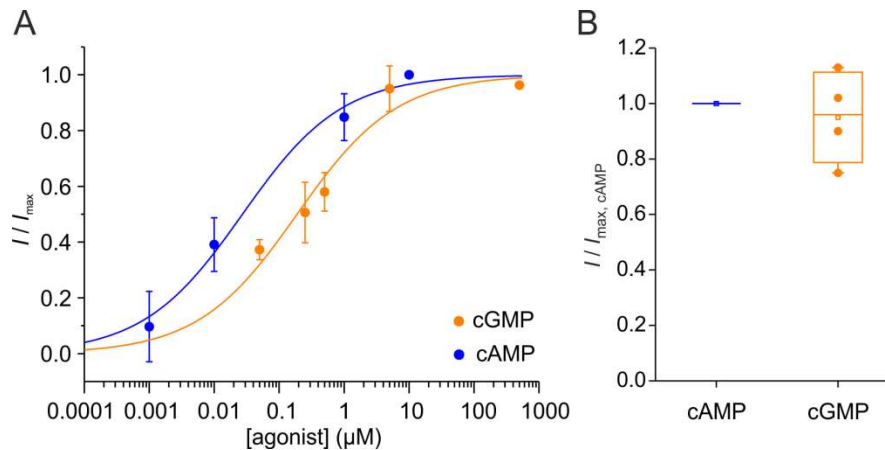 A
I / Imax
1.0
0.8
0.6
0.4
0.2
0.0
0.0001 0.001 0.01 0.1 1 10 100 1000
[agonist] (µM)
cGMP
cAMP
B
I / Imax, cAMP
1.2
1.0
0.8
0.6
0.4
0.2
0.0
cAMP cGMP